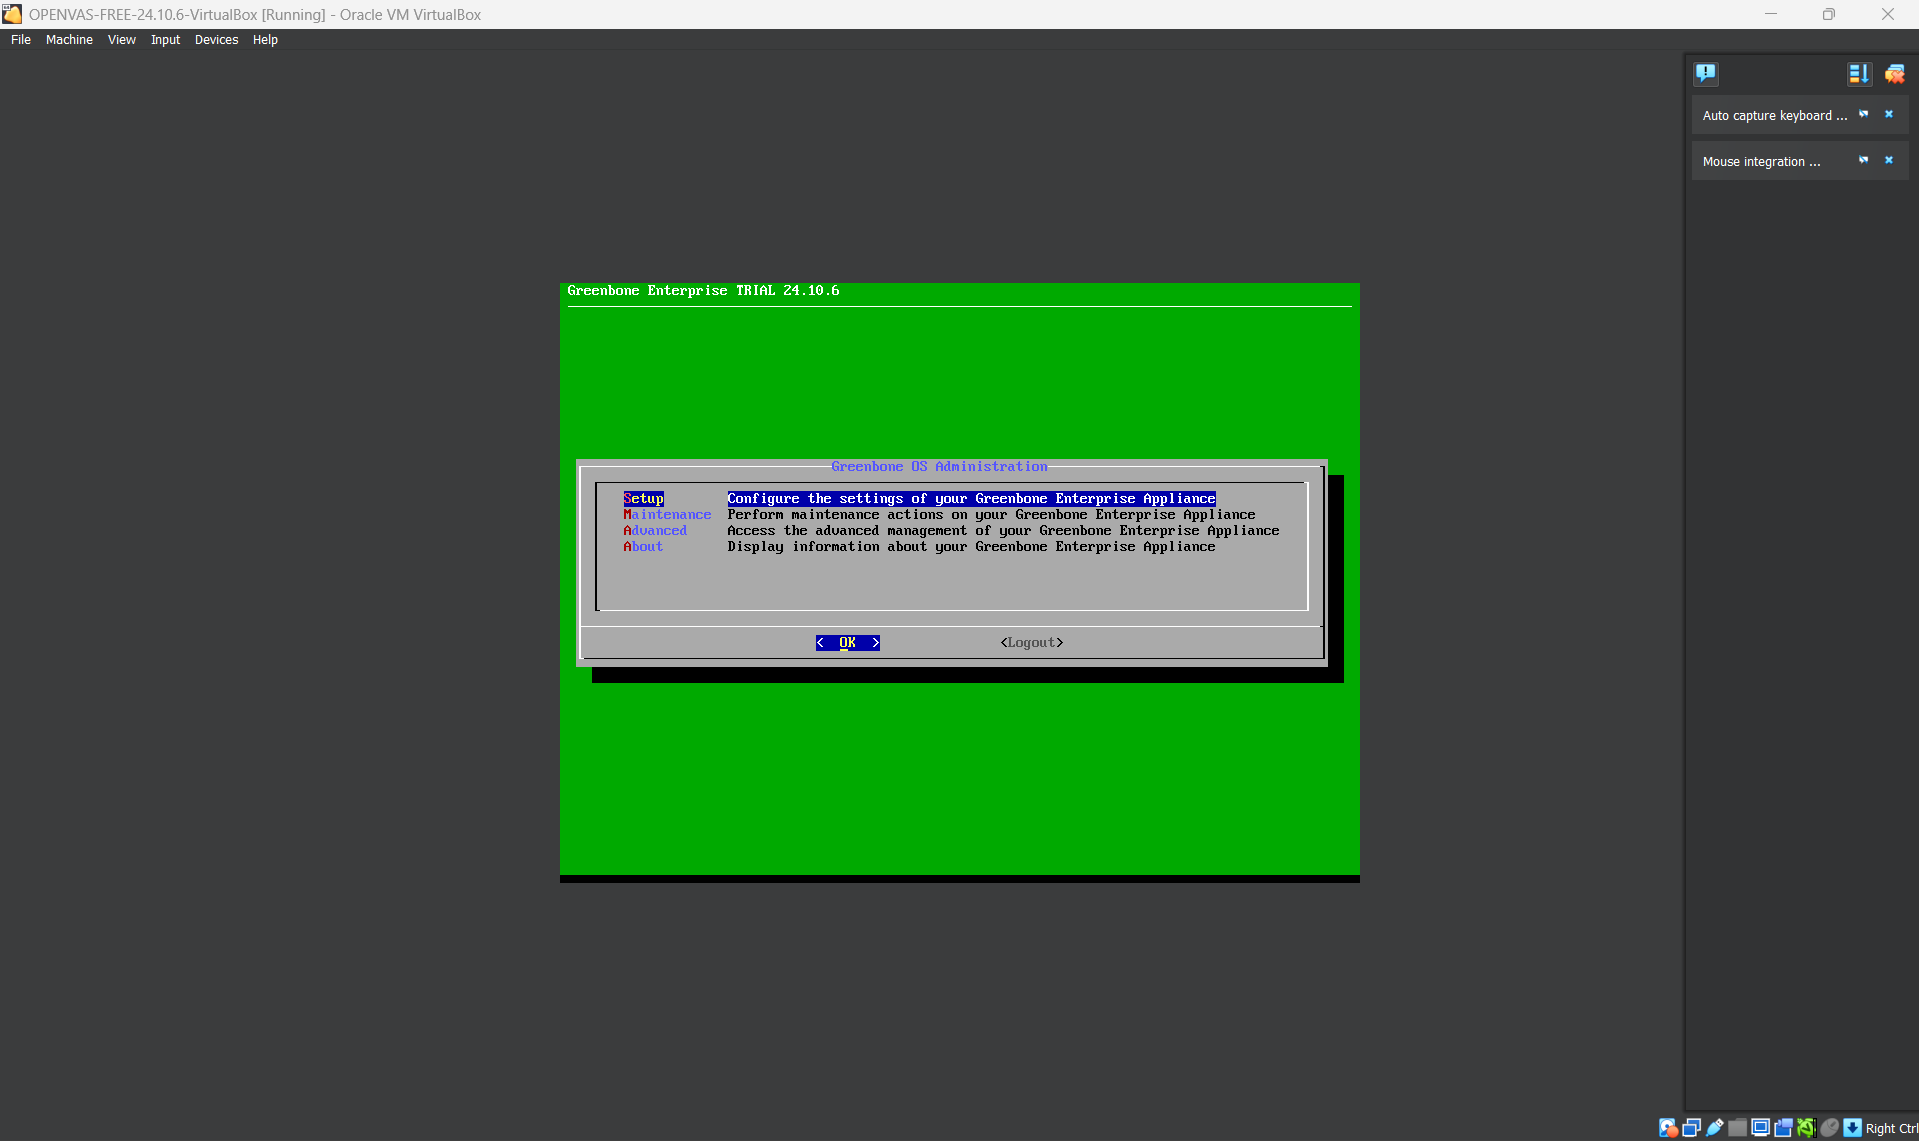 OPENVAS-FREE-24.10.6-VirtualBox [Running] - Oracle VM VirtualBox
File Machine View Input Devices Help
Auto capture keyboard ...
Mouse integration ...
Greenbone Enterprise TRIAL 24.10.6
Greenbone OS Administration
Setup Configure the settings of your Greenbone Enterprise Appliance
Maintenance Perform maintenance actions on your Greenbone Enterprise Appliance
Advanced Access the advanced management of your Greenbone Enterprise Appliance
About Display information about your Greenbone Enterprise Appliance
< OK > <Logout>
Right Ctrl